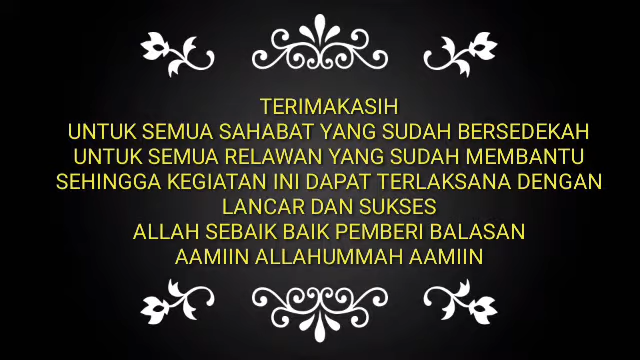 TERIMAKASIH
UNTUK SEMUA SAHABAT YANG SUDAH BERSEDEKAH
UNTUK SEMUA RELAWAN YANG SUDAH MEMBANTU
SEHINGGA KEGIATAN INI DAPAT TERLAKSANA DENGAN
LANCAR DAN SUKSES
ALLAH SEBAIK BAIK PEMBERI BALASAN
AAMIIN ALLAHUMMAH AAMIIN